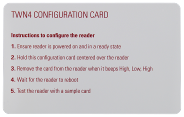 TWN4 CONFIGURATION CARD
Instructions to configure the reader
1. Ensure reader is powered on and in a ready state
2. Hold this configuration card centered over the reader
3. Remove the card from the reader when it beeps High, Low, High
4. Wait for the reader to reboot
5. Test the reader with a sample card